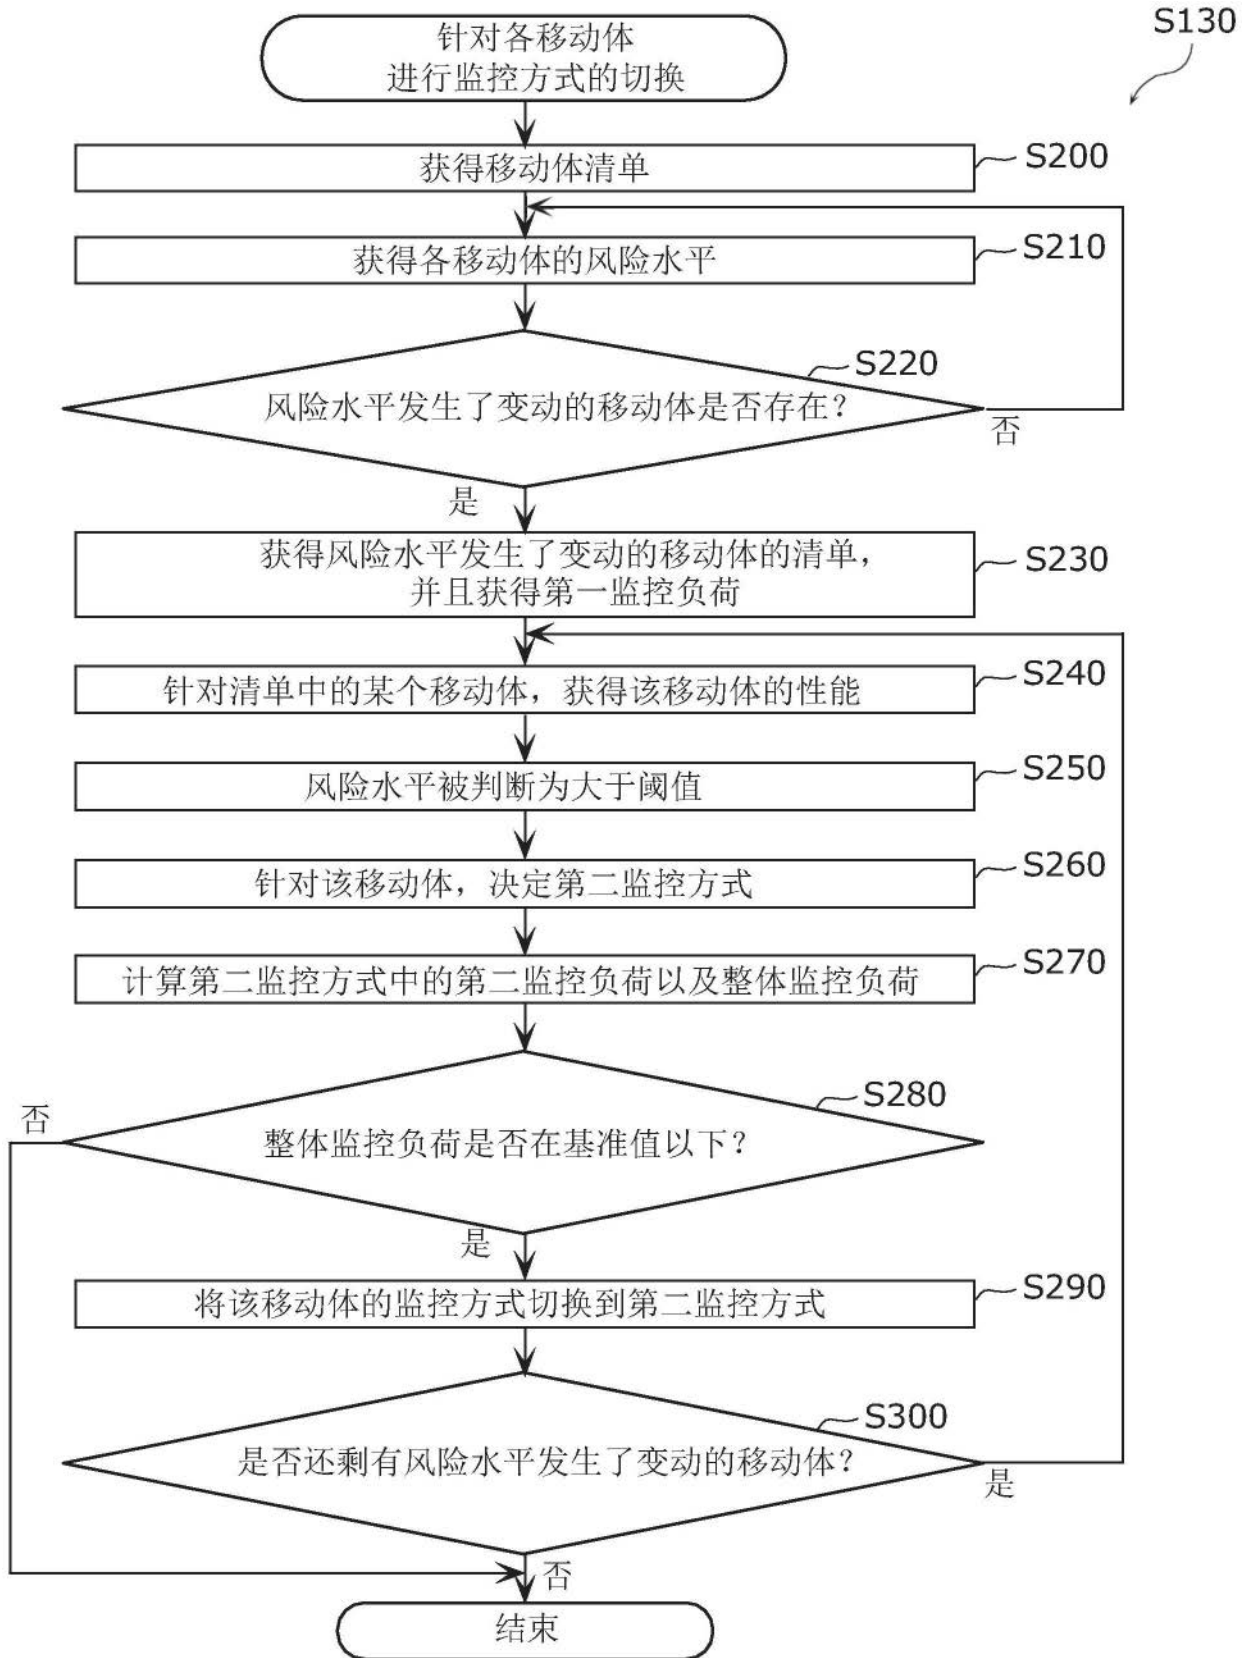 S130
针对各移动体
进行监控方式的切换
获得移动体清单
S200
获得各移动体的风险水平
S210
S220
风险水平发生了变动的移动体是否存在？
否
是
获得风险水平发生了变动的移动体的清单，
并且获得第一监控负荷
S230
针对清单中的某个移动体，获得该移动体的性能
S240
风险水平被判断为大于阈值
S250
针对该移动体，决定第二监控方式
S260
计算第二监控方式中的第二监控负荷以及整体监控负荷
S270
S280
否
整体监控负荷是否在基准值以下？
是
将该移动体的监控方式切换到第二监控方式
S290
S300
是否还剩有风险水平发生了变动的移动体？
是
否
结束